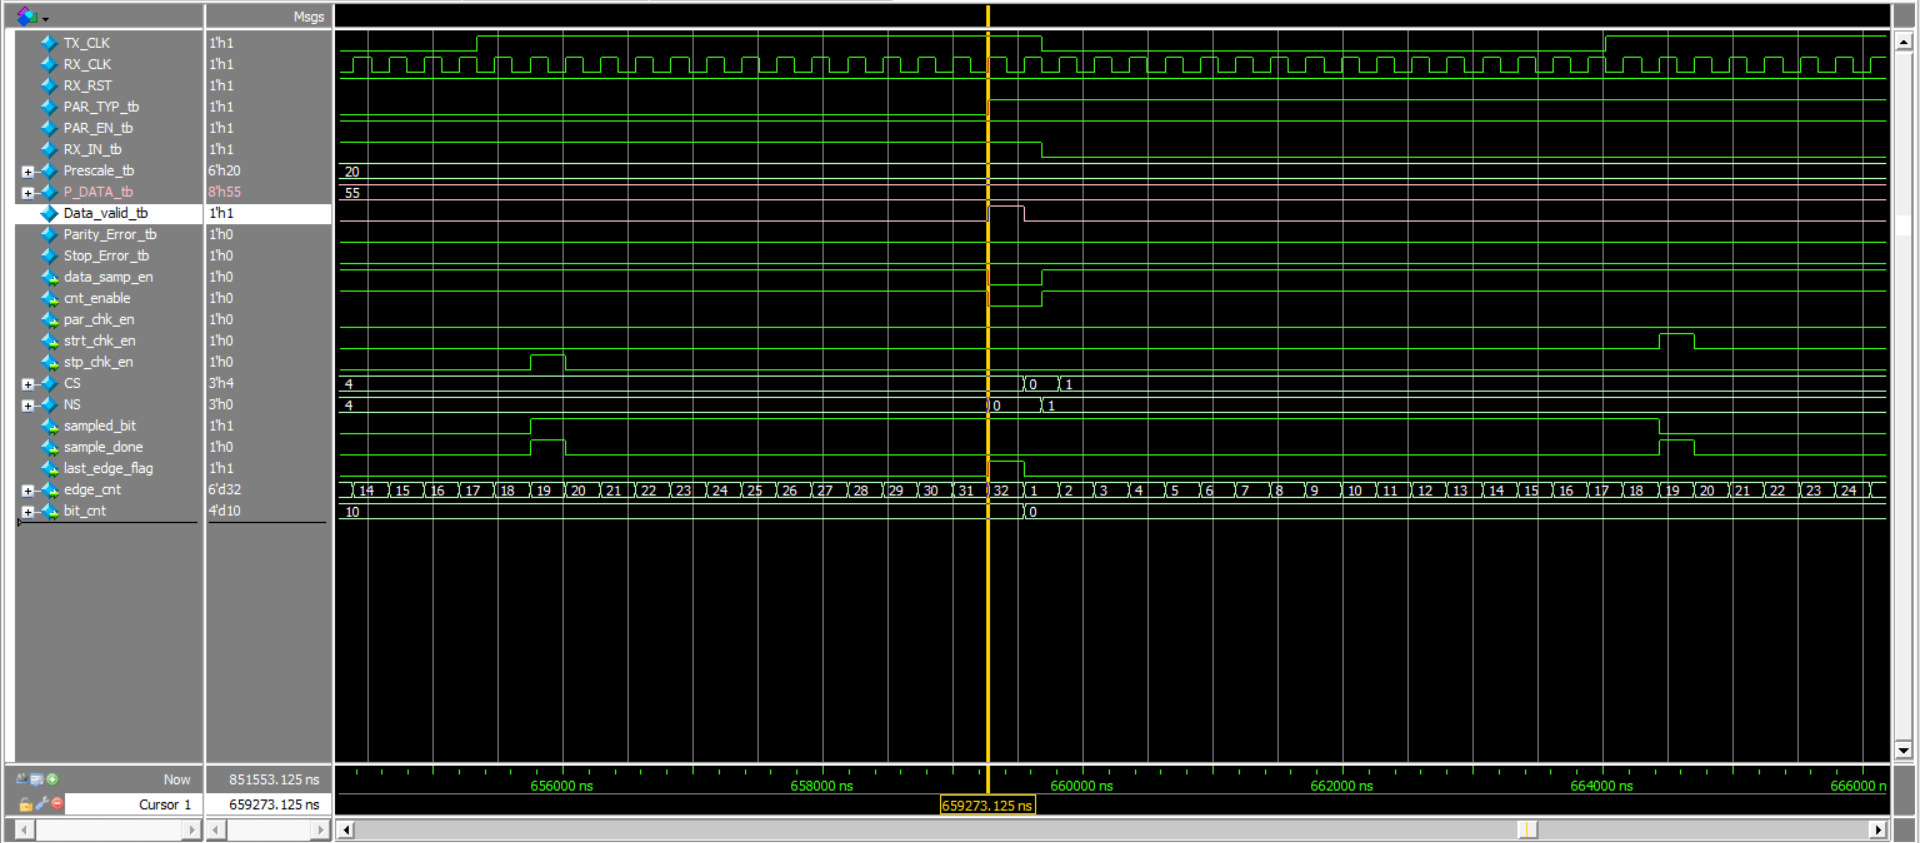 Msgs
TX_CLK 1'h1
RX_CLK 1'h1
RX_RST 1'h1
PAR_TYP_tb 1'h1
PAR_EN_tb 1'h1
RX_IN_tb 1'h1
Prescale_tb 6'h20 20
P_DATA_tb 8'h55 55
Data_valid_tb 1'h1
Parity_Error_tb 1'h0
Stop_Error_tb 1'h0
data_samp_en 1'h0
cnt_enable 1'h0
par_chk_en 1'h0
strt_chk_en 1'h0
stp_chk_en 1'h0
CS 3'h4 4 0 1
NS 3'h0 4 0 1
sampled_bit 1'h1
sample_done 1'h0
last_edge_flag 1'h1
edge_cnt 6'd32 14 15 16 17 18 19 20 21 22 23 24 25 26 27 28 29 30 31 32 1 2 3 4 5 6 7 8 9 10 11 12 13 14 15 16 17 18 19 20 21 22 23 24
bit_cnt 4'd10 10 0
Now 851553.125 ns 656000 ns 658000 ns 660000 ns 662000 ns 664000 ns 666000 n
Cursor 1 659273.125 ns 659273.125 ns